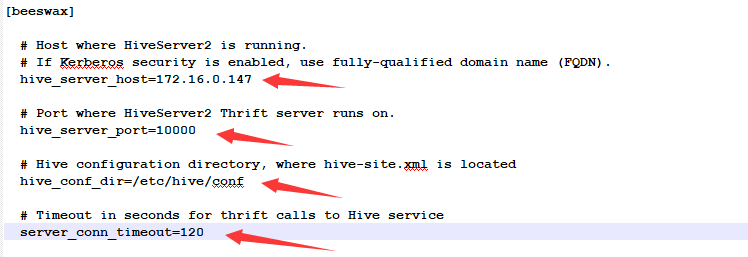 [beeswax]
# Host where HiveServer2 is running.
# If Kerberos security is enabled, use fully-qualified domain name (FQDN).
hive_server_host=172.16.0.147
# Port where HiveServer2 Thrift server runs on.
hive_server_port=10000
# Hive configuration directory, where hive-site.xml is located
hive_conf_dir=/etc/hive/conf
# Timeout in seconds for thrift calls to Hive service
server_conn_timeout=120